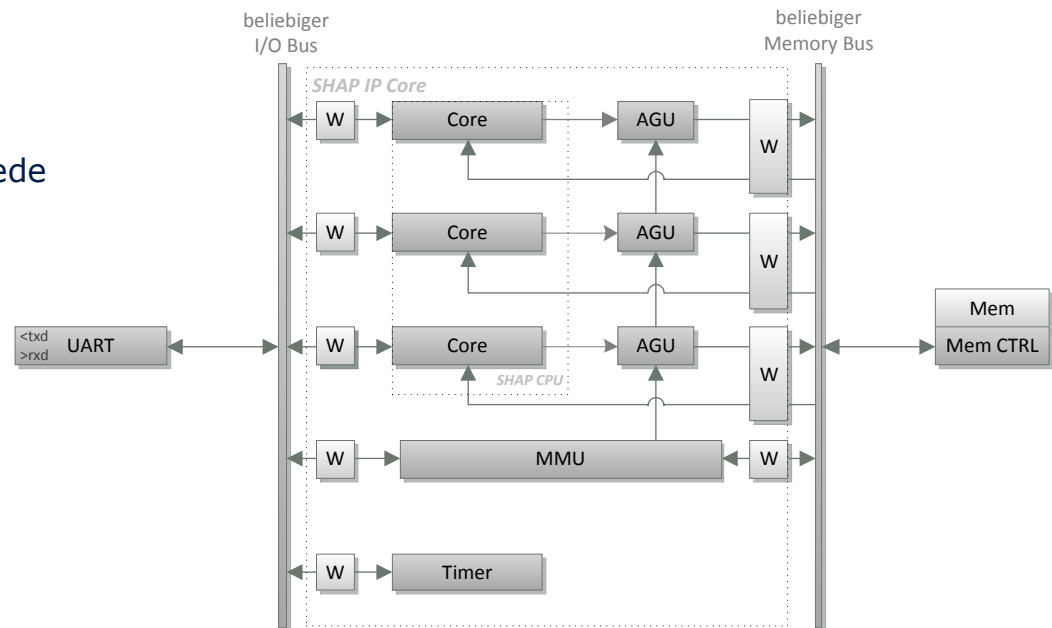 beliebiger
I/O Bus
beliebiger
Memory Bus
SHAP IP Core
W
Core
AGU
W
ede
W
Core
AGU
W
<txd
>rxd
UART
W
Core
AGU
W
SHAP CPU
Mem
Mem CTRL
W
MMU
W
W
Timer